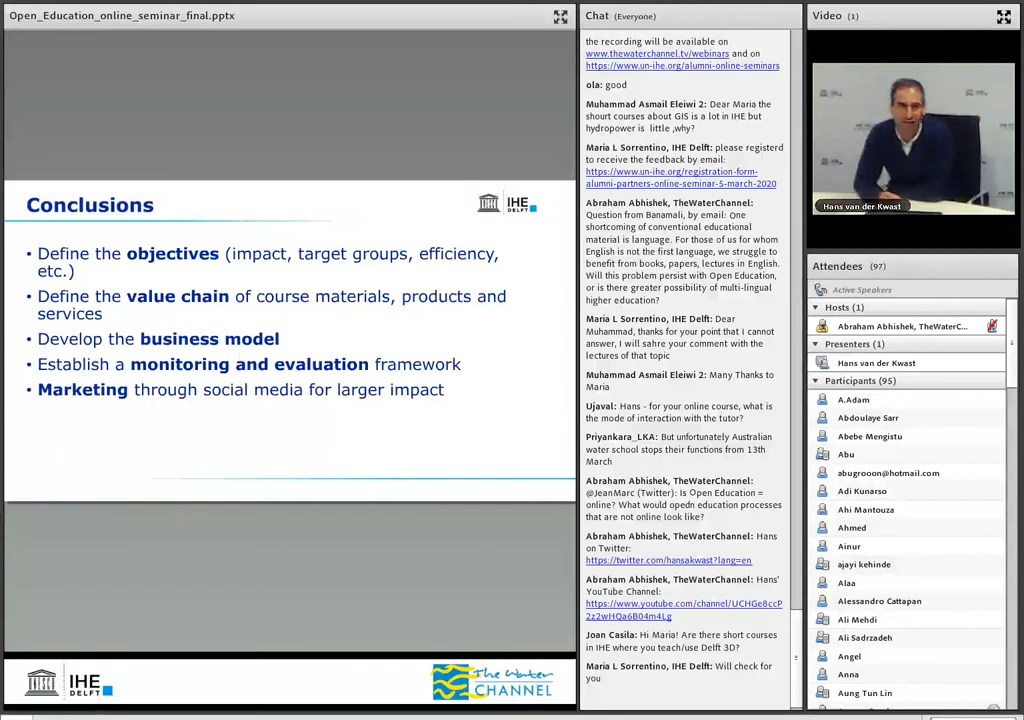 Open_Education_online_seminar_final.pptx
Conclusions
IHE
DELFT
• Define the objectives (impact, target groups, efficiency,
etc.)
• Define the value chain of course materials, products and
services
• Develop the business model
• Establish a monitoring and evaluation framework
• Marketing through social media for larger impact
UNESCO
IHE
DELFT
The Water
CHANNEL
Chat (Everyone)
the recording will be available on
www.thewaterchannel.tv/webinars and on
https://www.un-ihe.org/alumni-online-seminars
ola: good
Muhammad Asmail Eleiwi 2: Dear Maria the
shourt courses about GIS is a lot in IHE but
hydropower is little ,why?
Maria L Sorrentino, IHE Delft: please registerd
to receive the feedback by email:
https://www.un-ihe.org/registration-form-
alumni-partners-online-seminar-5-march-2020
Abraham Abhishek, TheWaterChannel:
Question from Banamali, by email: One
shortcoming of conventional educational
material is language. For those of us for whom
English is not the first language, we struggle to
benefit from books, papers, lectures in English.
Will this problem persist with Open Education,
or is there greater possibility of multi-lingual
higher education?
Maria L Sorrentino, IHE Delft: Dear
Muhammad, thanks for your point that I cannot
answer, I will sahre your comment with the
lectures of that topic
Muhammad Asmail Eleiwi 2: Many Thanks to
Maria
Ujaval: Hans - for your online course, what is
the mode of interaction with the tutor?
Priyankara_LKA: But unfortunately Australian
water school stops their functions from 13th
March
Abraham Abhishek, TheWaterChannel:
@JeanMarc (Twitter): Is Open Education =
online? What would opedn education processes
that are not online look like?
Abraham Abhishek, TheWaterChannel: Hans
on Twitter:
https://twitter.com/hansakwast?lang=en
Abraham Abhishek, TheWaterChannel: Hans'
YouTube Channel:
https://www.youtube.com/channel/UCHGe8ccP
2z2wHQa6B04m4Lg
Joan Casila: Hi Maria! Are there short courses
in IHE where you teach/use Delft 3D?
Maria L Sorrentino, IHE Delft: Will check for
you
Video (1)
Hans van der Kwast
Attendees (97)
Active Speakers
Hosts (1)
Abraham Abhishek, TheWaterC...
Presenters (1)
Hans van der Kwast
Participants (95)
A.Adam
Abdoulaye Sarr
Abebe Mengistu
Abu
abugrooon@hotmail.com
Adi Kunarso
Ahi Mantouza
Ahmed
Ainur
ajayi kehinde
Alaa
Alessandro Cattapan
Ali Mehdi
Ali Sadrzadeh
Angel
Anna
Aung Tun Lin